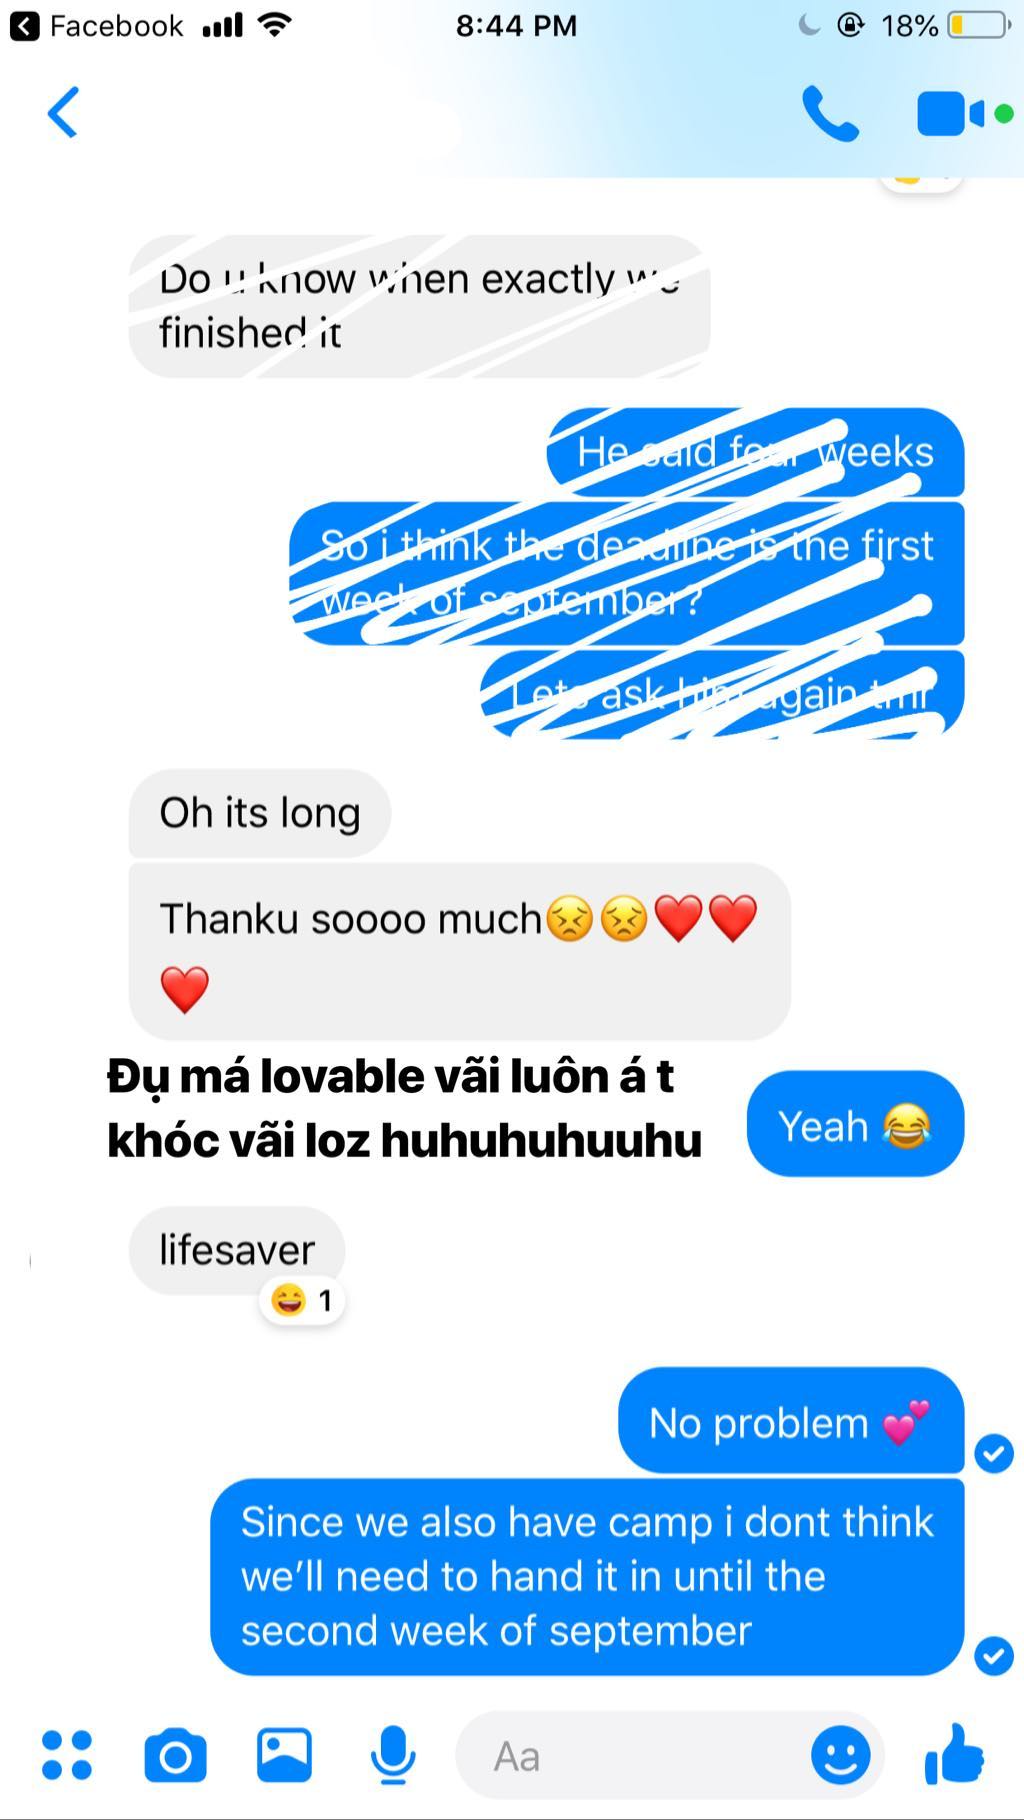 Facebook
8:44 PM
18%
Do u know when exactly we
finished it
He said four weeks
So i think the deadline is the first
week of september?
Lets ask him again tmr
Oh its long
Thanku soooo much😣😣❤️❤️
❤️
Đụ má lovable vãi luôn á t
khóc vãi loz huhuhuhuuhu
Yeah 😂
lifesaver
😆 1
No problem 💕
Since we also have camp i dont think
we’ll need to hand it in until the
second week of september
Aa